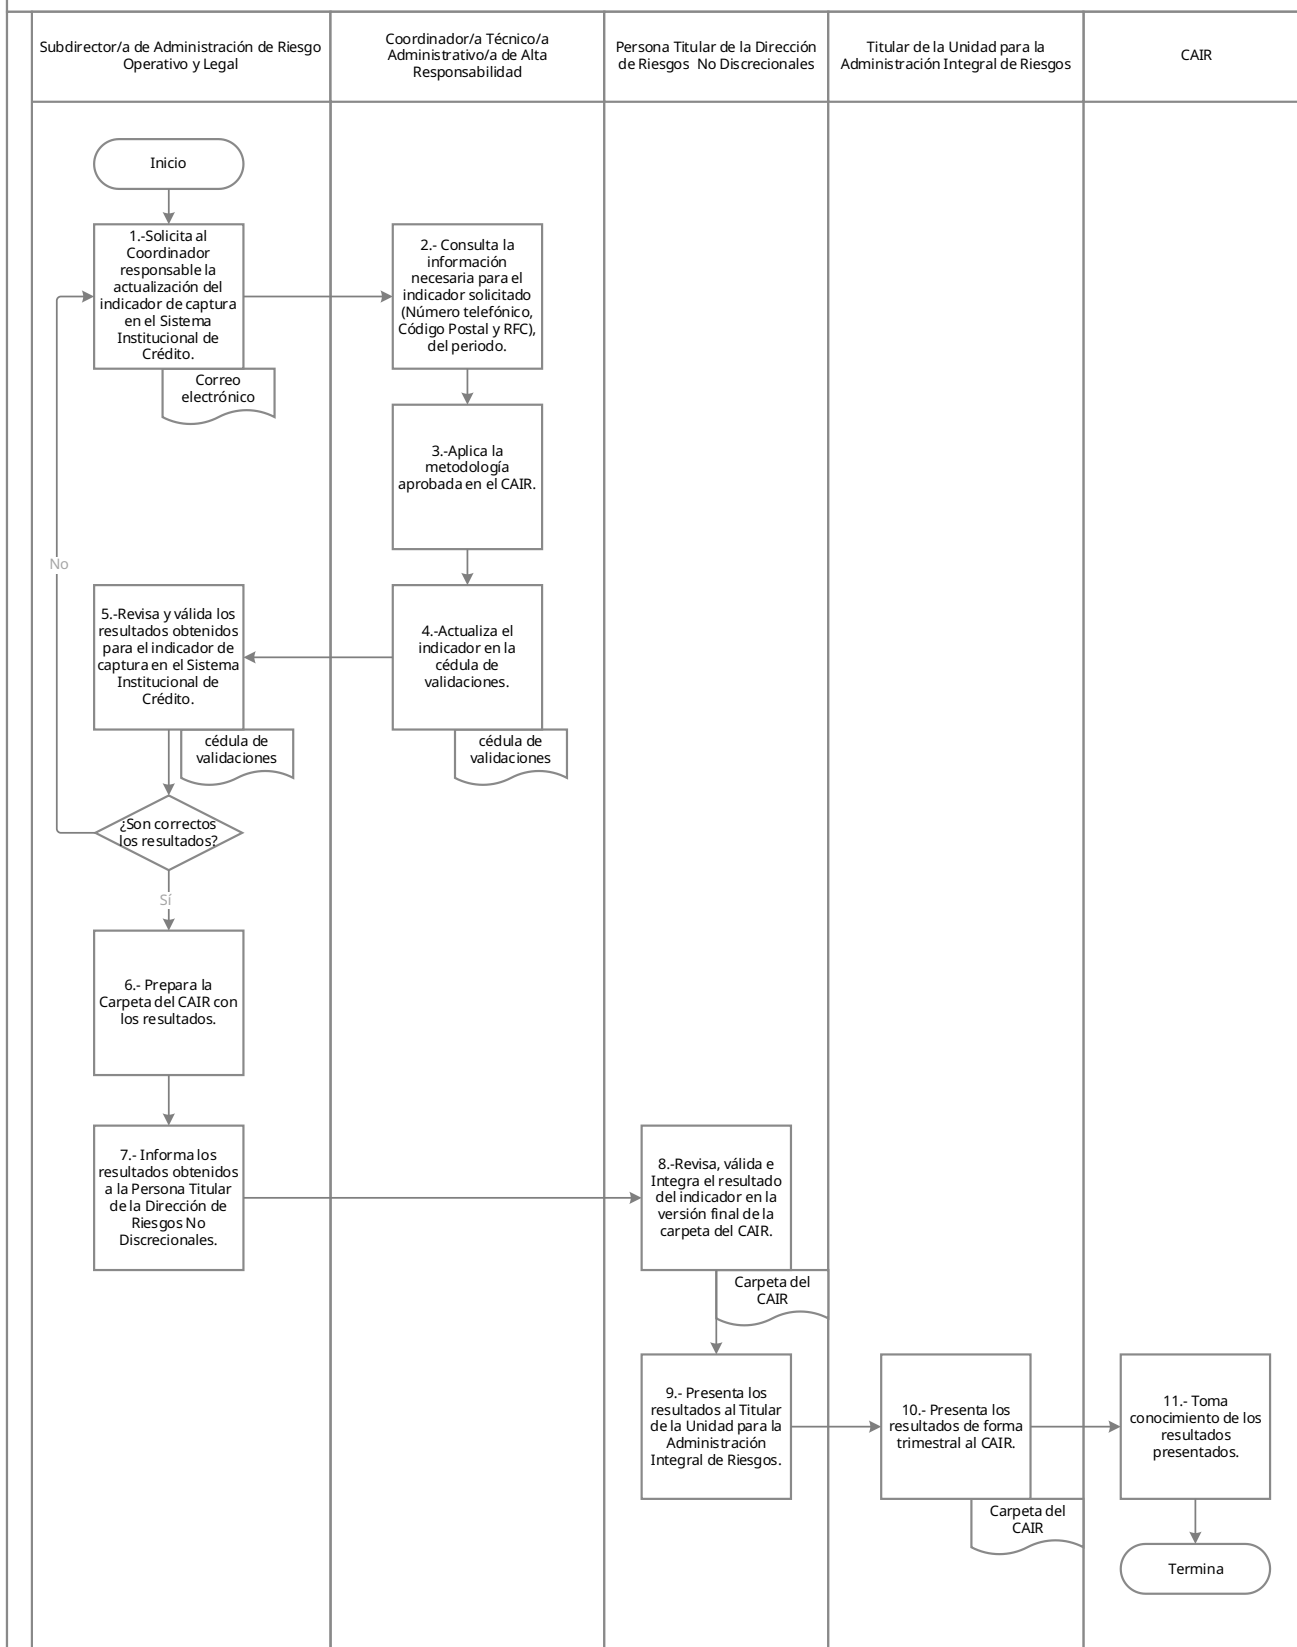 Subdirector/a de Administración de Riesgo
Operativo y Legal
Coordinador/a Técnico/a
Administrativo/a de Alta
Responsabilidad
Persona Titular de la Dirección
de Riesgos No Discrecionales
Titular de la Unidad para la
Administración Integral de Riesgos
CAIR
Inicio
1.-Solicita al
Coordinador
responsable la
actualización del
indicador de captura
en el Sistema
Institucional de
Crédito.
Correo
electrónico
2.- Consulta la
información
necesaria para el
indicador solicitado
(Número telefónico,
Código Postal y RFC),
del periodo.
3.-Aplica la
metodología
aprobada en el CAIR.
No
4.-Actualiza el
indicador en la
cédula de
validaciones.
cédula de
validaciones
5.-Revisa y válida los
resultados obtenidos
para el indicador de
captura en el Sistema
Institucional de
Crédito.
cédula de
validaciones
¿Son correctos
los resultados?
Sí
6.- Prepara la
Carpeta del CAIR con
los resultados.
7.- Informa los
resultados obtenidos
a la Persona Titular
de la Dirección de
Riesgos No
Discrecionales.
8.-Revisa, válida e
Integra el resultado
del indicador en la
versión final de la
carpeta del CAIR.
Carpeta del
CAIR
9.- Presenta los
resultados al Titular
de la Unidad para la
Administración
Integral de Riesgos.
10.- Presenta los
resultados de forma
trimestral al CAIR.
Carpeta del
CAIR
11.- Toma
conocimiento de los
resultados
presentados.
Termina